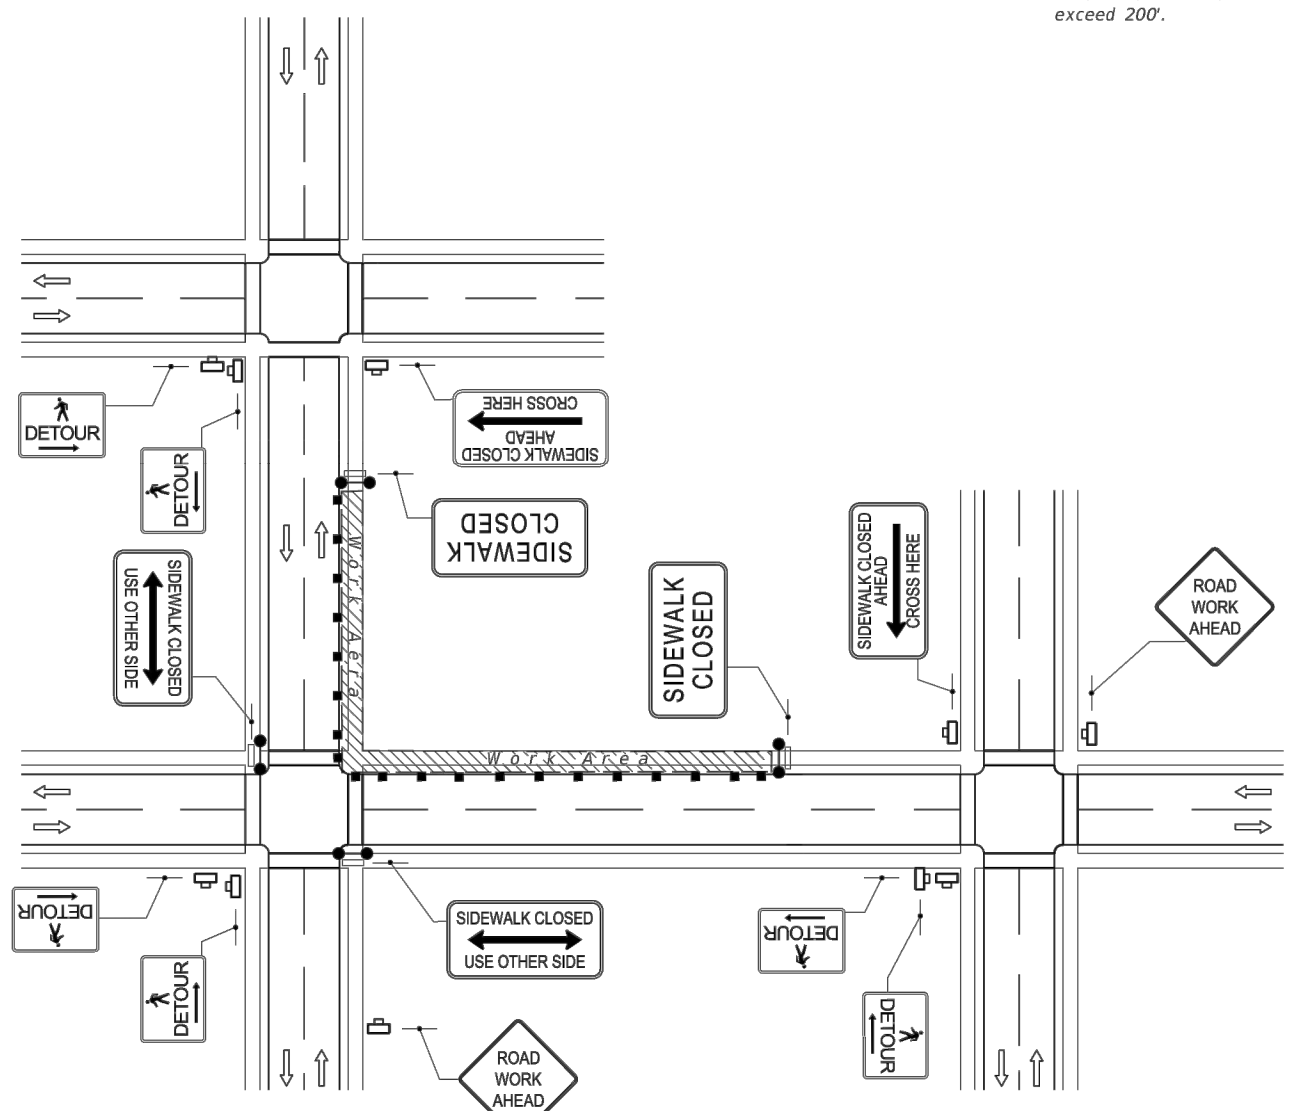 exceed 200'.
DETOUR
SIDEWALK CLOSED
AHEAD
CROSS HERE
DETOUR
SIDEWALK
CLOSED
SIDEWALK CLOSED
AHEAD
CROSS HERE
SIDEWALK CLOSED
USE OTHER SIDE
Work Aera
SIDEWALK
CLOSED
ROAD
WORK
AHEAD
Work Area
DETOUR
SIDEWALK CLOSED
USE OTHER SIDE
DETOUR
DETOUR
DETOUR
ROAD
WORK
AHEAD